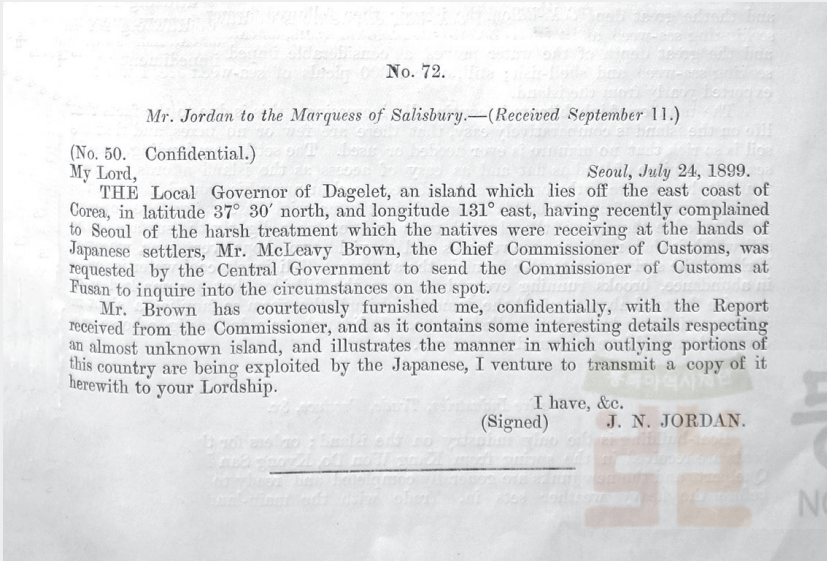 No. 72.
Mr. Jordan to the Marquess of Salisbury.—(Received September 11.)
(No. 50. Confidential.)
My Lord, Seoul, July 24, 1899.
THE Local Governor of Dagelet, an island which lies off the east coast of
Corea, in latitude 37° 30′ north, and longitude 131° east, having recently complained
to Seoul of the harsh treatment which the natives were receiving at the hands of
Japanese settlers, Mr. McLeavy Brown, the Chief Commissioner of Customs, was
requested by the Central Government to send the Commissioner of Customs at
Fusan to inquire into the circumstances on the spot.
Mr. Brown has courteously furnished me, confidentially, with the Report
received from the Commissioner, and as it contains some interesting details respecting
an almost unknown island, and illustrates the manner in which outlying portions of
this country are being exploited by the Japanese, I venture to transmit a copy of it
herewith to your Lordship.
I have, &c.
(Signed) J. N. JORDAN.